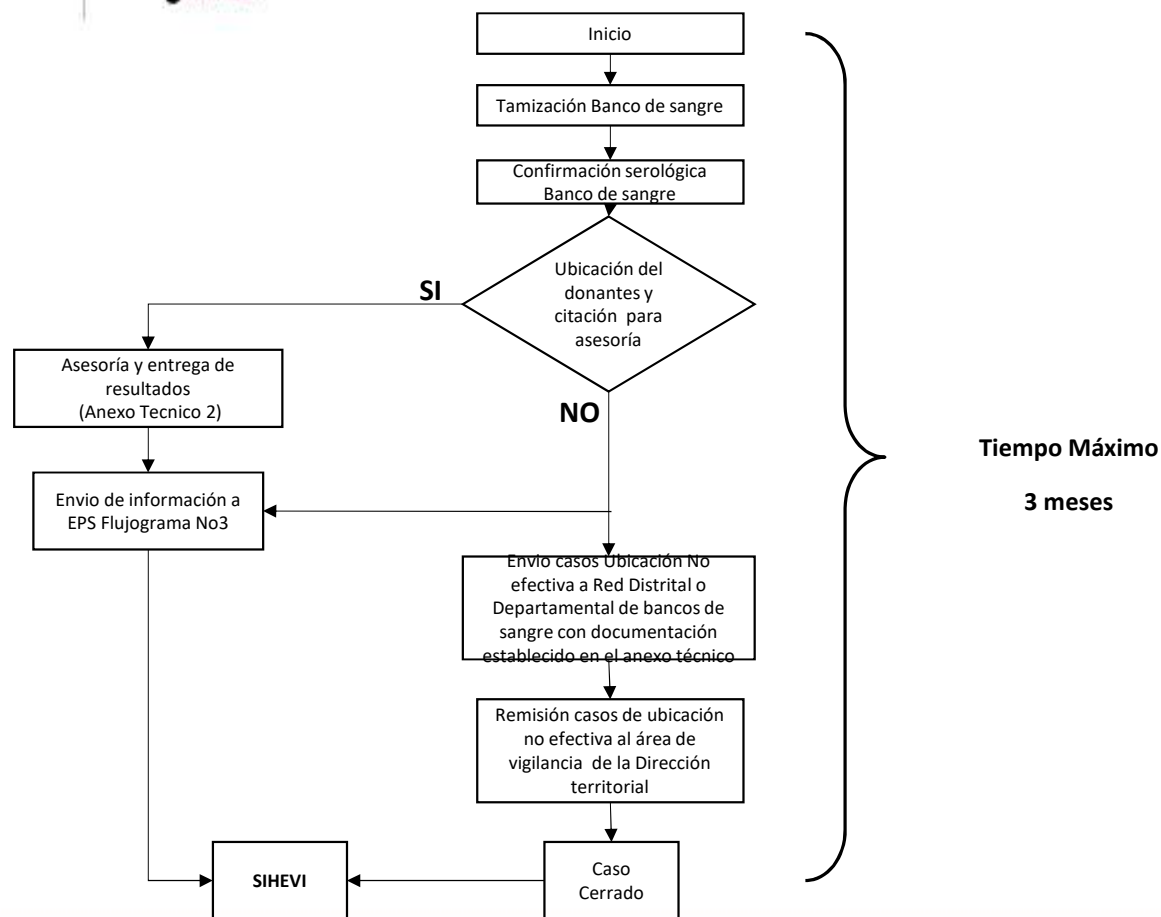 Inicio
Tamización Banco de sangre
Confirmación serológica
Banco de sangre
Ubicación del
donantes y
citación para
asesoría
SI
Asesoría y entrega de
resultados
(Anexo Tecnico 2)
NO
Envio de información a
EPS Flujograma No3
Envio casos Ubicación No
efectiva a Red Distrital o
Departamental de bancos de
sangre con documentación
establecido en el anexo técnico
Remisión casos de ubicación
no efectiva al área de
vigilancia de la Dirección
territorial
SIHEVI
Caso
Cerrado
Tiempo Máximo
3 meses